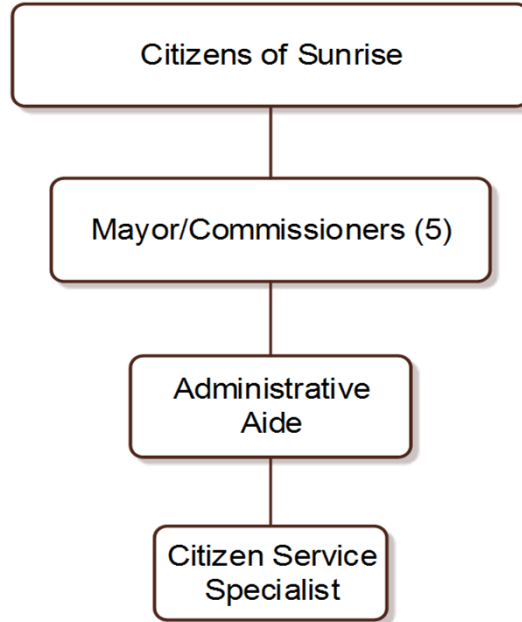 Citizens of Sunrise
Mayor/Commissioners (5)
Administrative
Aide
Citizen Service
Specialist